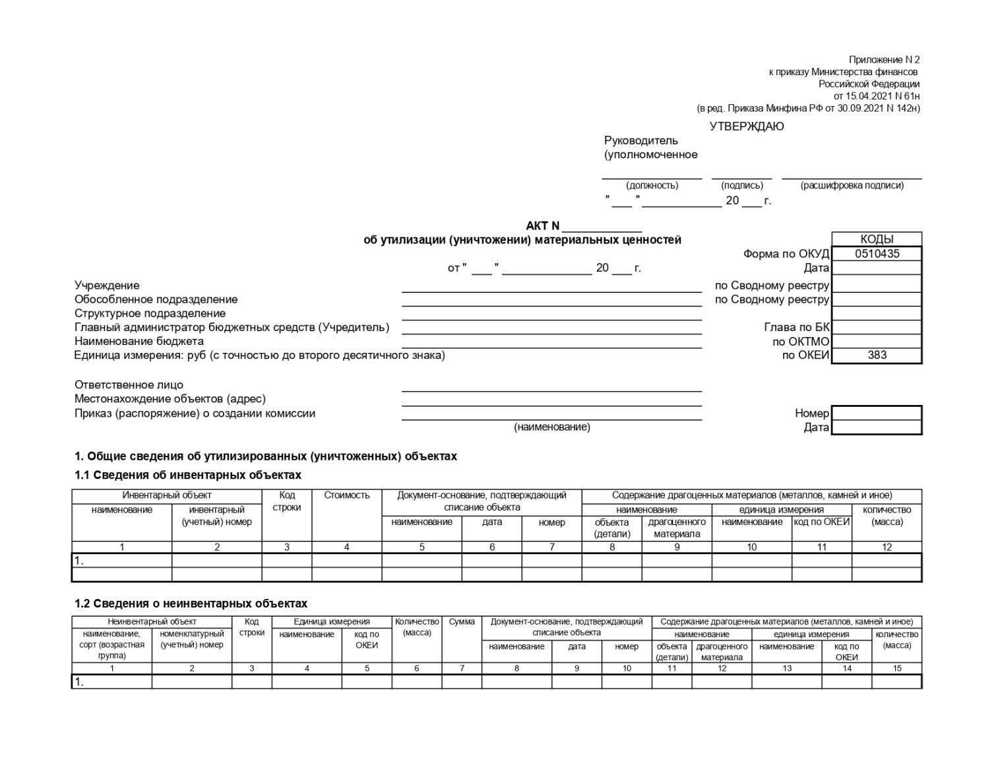 Приложение N 2
к приказу Министерства финансов
Российской Федерации
от 15.04.2021 N 61н
(в ред. Приказа Минфина РФ от 30.09.2021 N 142н)
УТВЕРЖДАЮ
Руководитель
(уполномоченное
(должность) (подпись) (расшифровка подписи)
" ___ " ____________ 20 ___ г.
АКТ N ____________
об утилизации (уничтожении) материальных ценностей
КОДЫ
Форма по ОКУД 0510435
от " ___ " ______________ 20 ___ г. Дата
Учреждение по Сводному реестру
Обособленное подразделение по Сводному реестру
Структурное подразделение
Главный администратор бюджетных средств (Учредитель) Глава по БК
Наименование бюджета по ОКТМО
Единица измерения: руб (с точностью до второго десятичного знака) по ОКЕИ 383
Ответственное лицо
Местонахождение объектов (адрес)
Приказ (распоряжение) о создании комиссии Номер
(наименование) Дата
1. Общие сведения об утилизированных (уничтоженных) объектах
1.1 Сведения об инвентарных объектах
Инвентарный объект Код Стоимость Документ-основание, подтверждающий Содержание драгоценных материалов (металлов, камней и иное)
строки списание объекта
наименование инвентарный наименование единица измерения количество
(учетный) номер наименование дата номер объекта драгоценного наименование код по ОКЕИ (масса)
(детали) материала
1 2 3 4 5 6 7 8 9 10 11 12
1.
1.2 Сведения о неинвентарных объектах
Неинвентарный объект Код Единица измерения Количество Сумма Документ-основание, подтверждающий Содержание драгоценных материалов (металлов, камней и иное)
строки (масса) списание объекта
наименование, номенклатурный наименование код по наименование единица измерения количество
сорт (возрастная (учетный) номер ОКЕИ наименование дата номер объекта драгоценного наименование код по (масса)
группа) (детали) материала ОКЕИ
1 2 3 4 5 6 7 8 9 10 11 12 13 14 15
1.